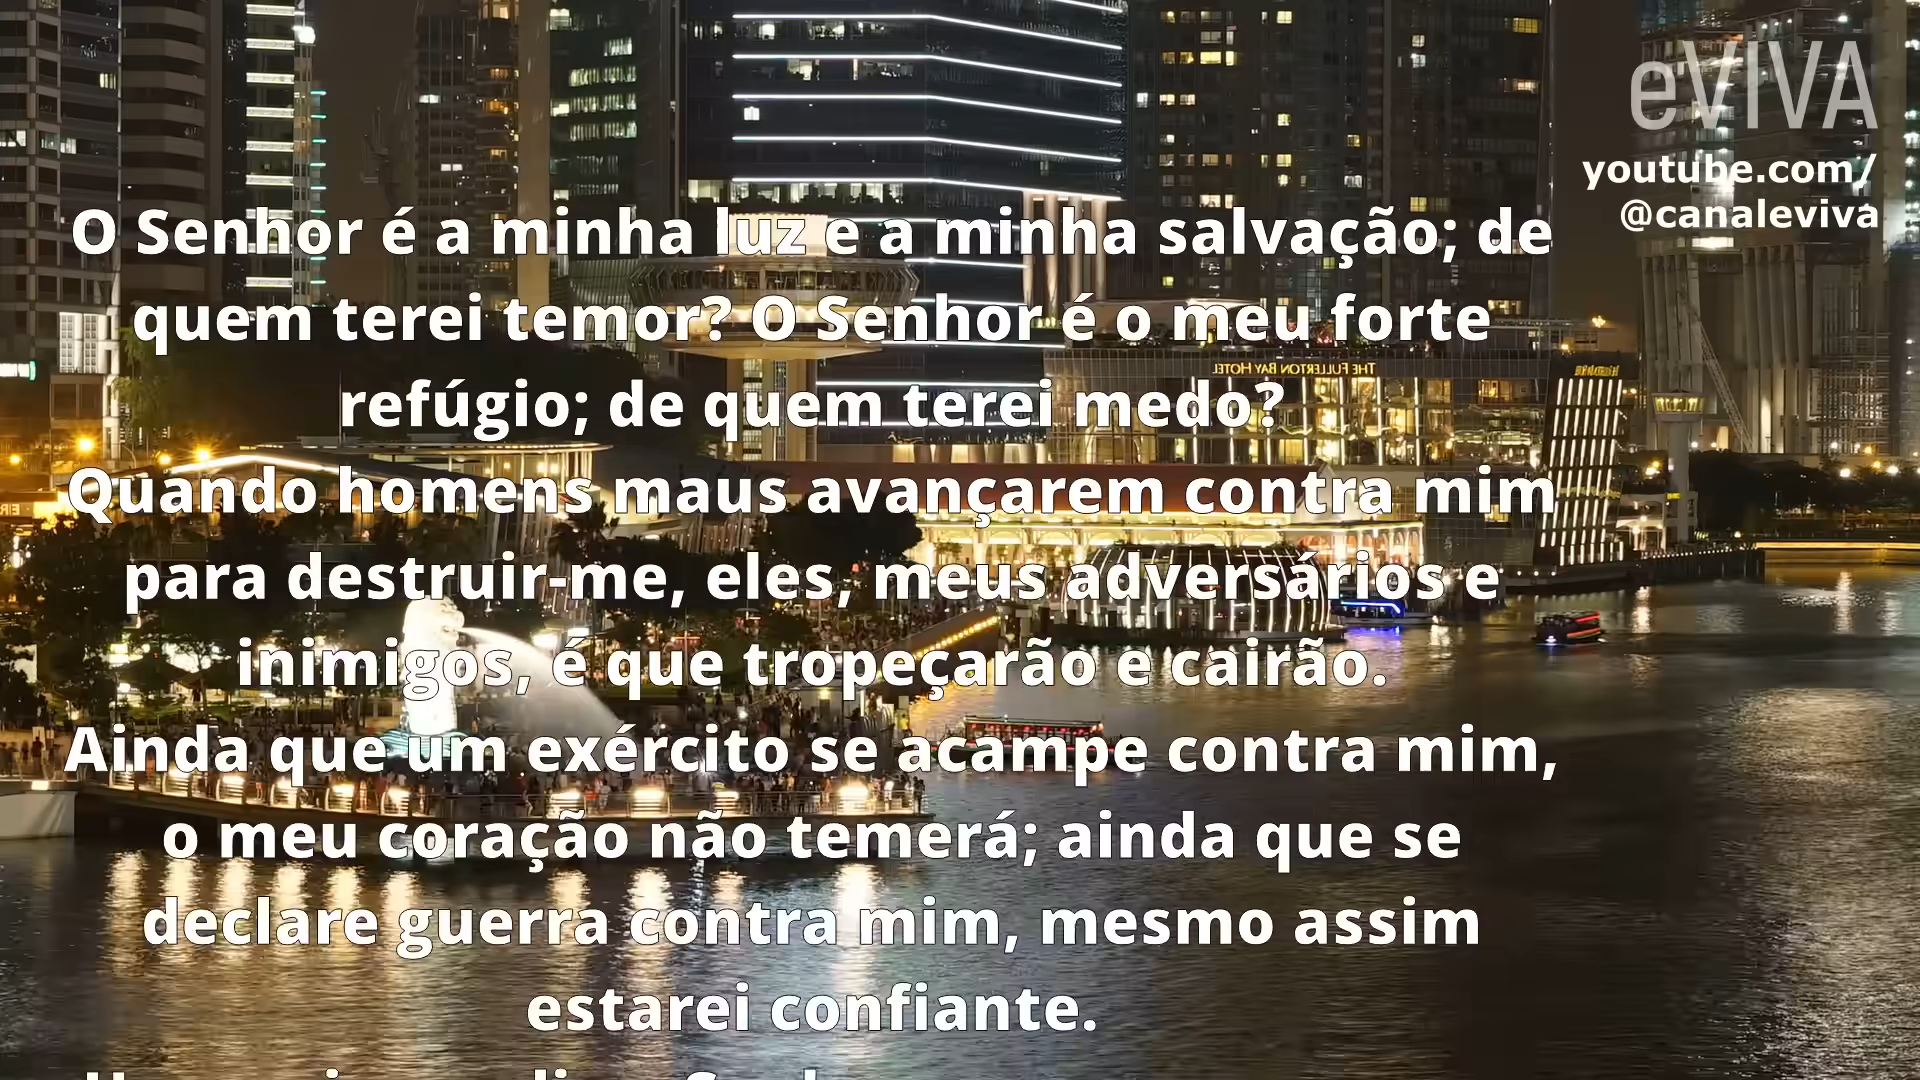 eVIVA
youtube.com/
@canaleviva
O Senhor é a minha luz e a minha salvação; de
quem terei temor? O Senhor é o meu forte
refúgio; de quem terei medo?
Quando homens maus avançarem contra mim
para destruir-me, eles, meus adversários e
inimigos, é que tropeçarão e cairão.
Ainda que um exército se acampe contra mim,
o meu coração não temerá; ainda que se
declare guerra contra mim, mesmo assim
estarei confiante.
THE FULLERTON BAY HOTEL